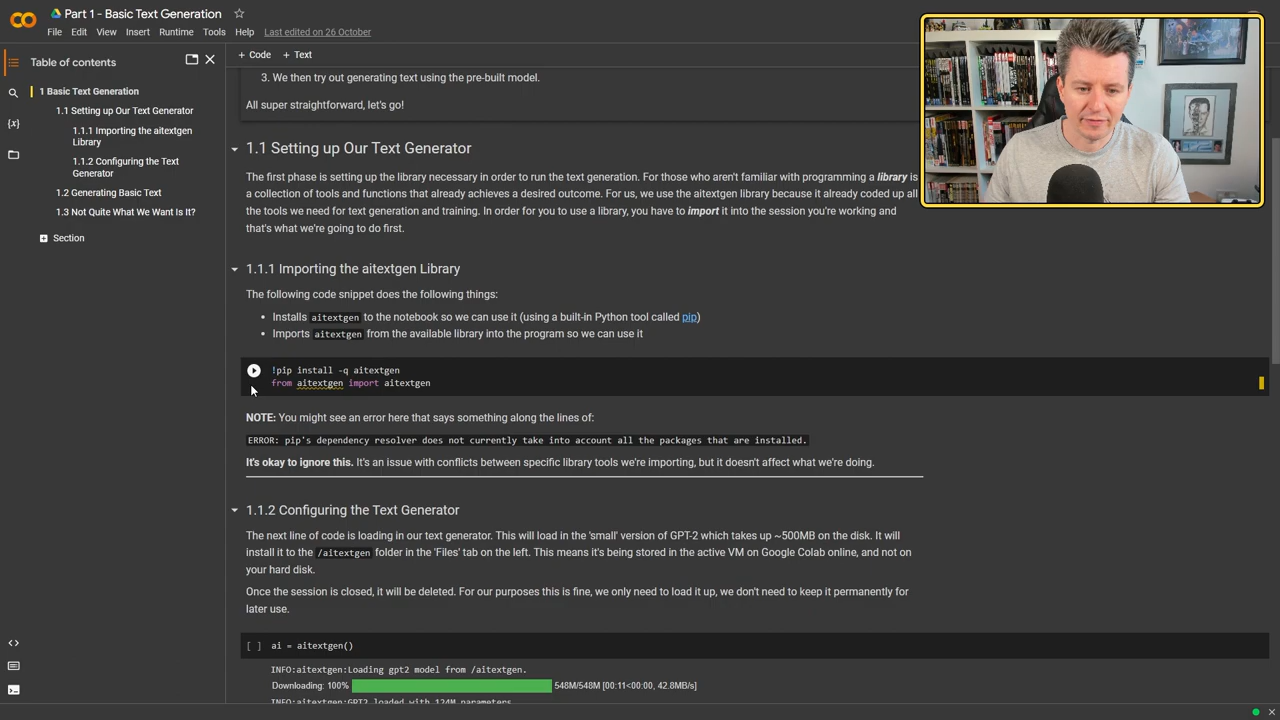 Part 1 - Basic Text Generation
File Edit View Insert Runtime Tools Help Last edited on 26 October
Table of contents
+ Code + Text
1 Basic Text Generation
1.1 Setting up Our Text Generator
1.1.1 Importing the aitextgen
Library
1.1.2 Configuring the Text
Generator
1.2 Generating Basic Text
1.3 Not Quite What We Want Is It?
Section
3. We then try out generating text using the pre-built model.
All super straightforward, let's go!
1.1 Setting up Our Text Generator
The first phase is setting up the library necessary in order to run the text generation. For those who aren't familiar with programming a library is
a collection of tools and functions that already achieves a desired outcome. For us, we use the aitextgen library because it already coded up all
the tools we need for text generation and training. In order for you to use a library, you have to import it into the session you're working and
that's what we're going to do first.
1.1.1 Importing the aitextgen Library
The following code snippet does the following things:
• Installs aitextgen to the notebook so we can use it (using a built-in Python tool called pip)
• Imports aitextgen from the available library into the program so we can use it
!pip install -q aitextgen
from aitextgen import aitextgen
NOTE: You might see an error here that says something along the lines of:
ERROR: pip's dependency resolver does not currently take into account all the packages that are installed.
It's okay to ignore this. It's an issue with conflicts between specific library tools we're importing, but it doesn't affect what we're doing.
1.1.2 Configuring the Text Generator
The next line of code is loading in our text generator. This will load in the 'small' version of GPT-2 which takes up ~500MB on the disk. It will
install it to the /aitextgen folder in the 'Files' tab on the left. This means it's being stored in the active VM on Google Colab online, and not on
your hard disk.
Once the session is closed, it will be deleted. For our purposes this is fine, we only need to load it up, we don't need to keep it permanently for
later use.
[ ] ai = aitextgen()
INFO:aitextgen:Loading gpt2 model from /aitextgen.
Downloading: 100% 548M/548M [00:11<00:00, 42.8MB/s]
INFO:aitextgen:GPT2 loaded with 124M parameters.